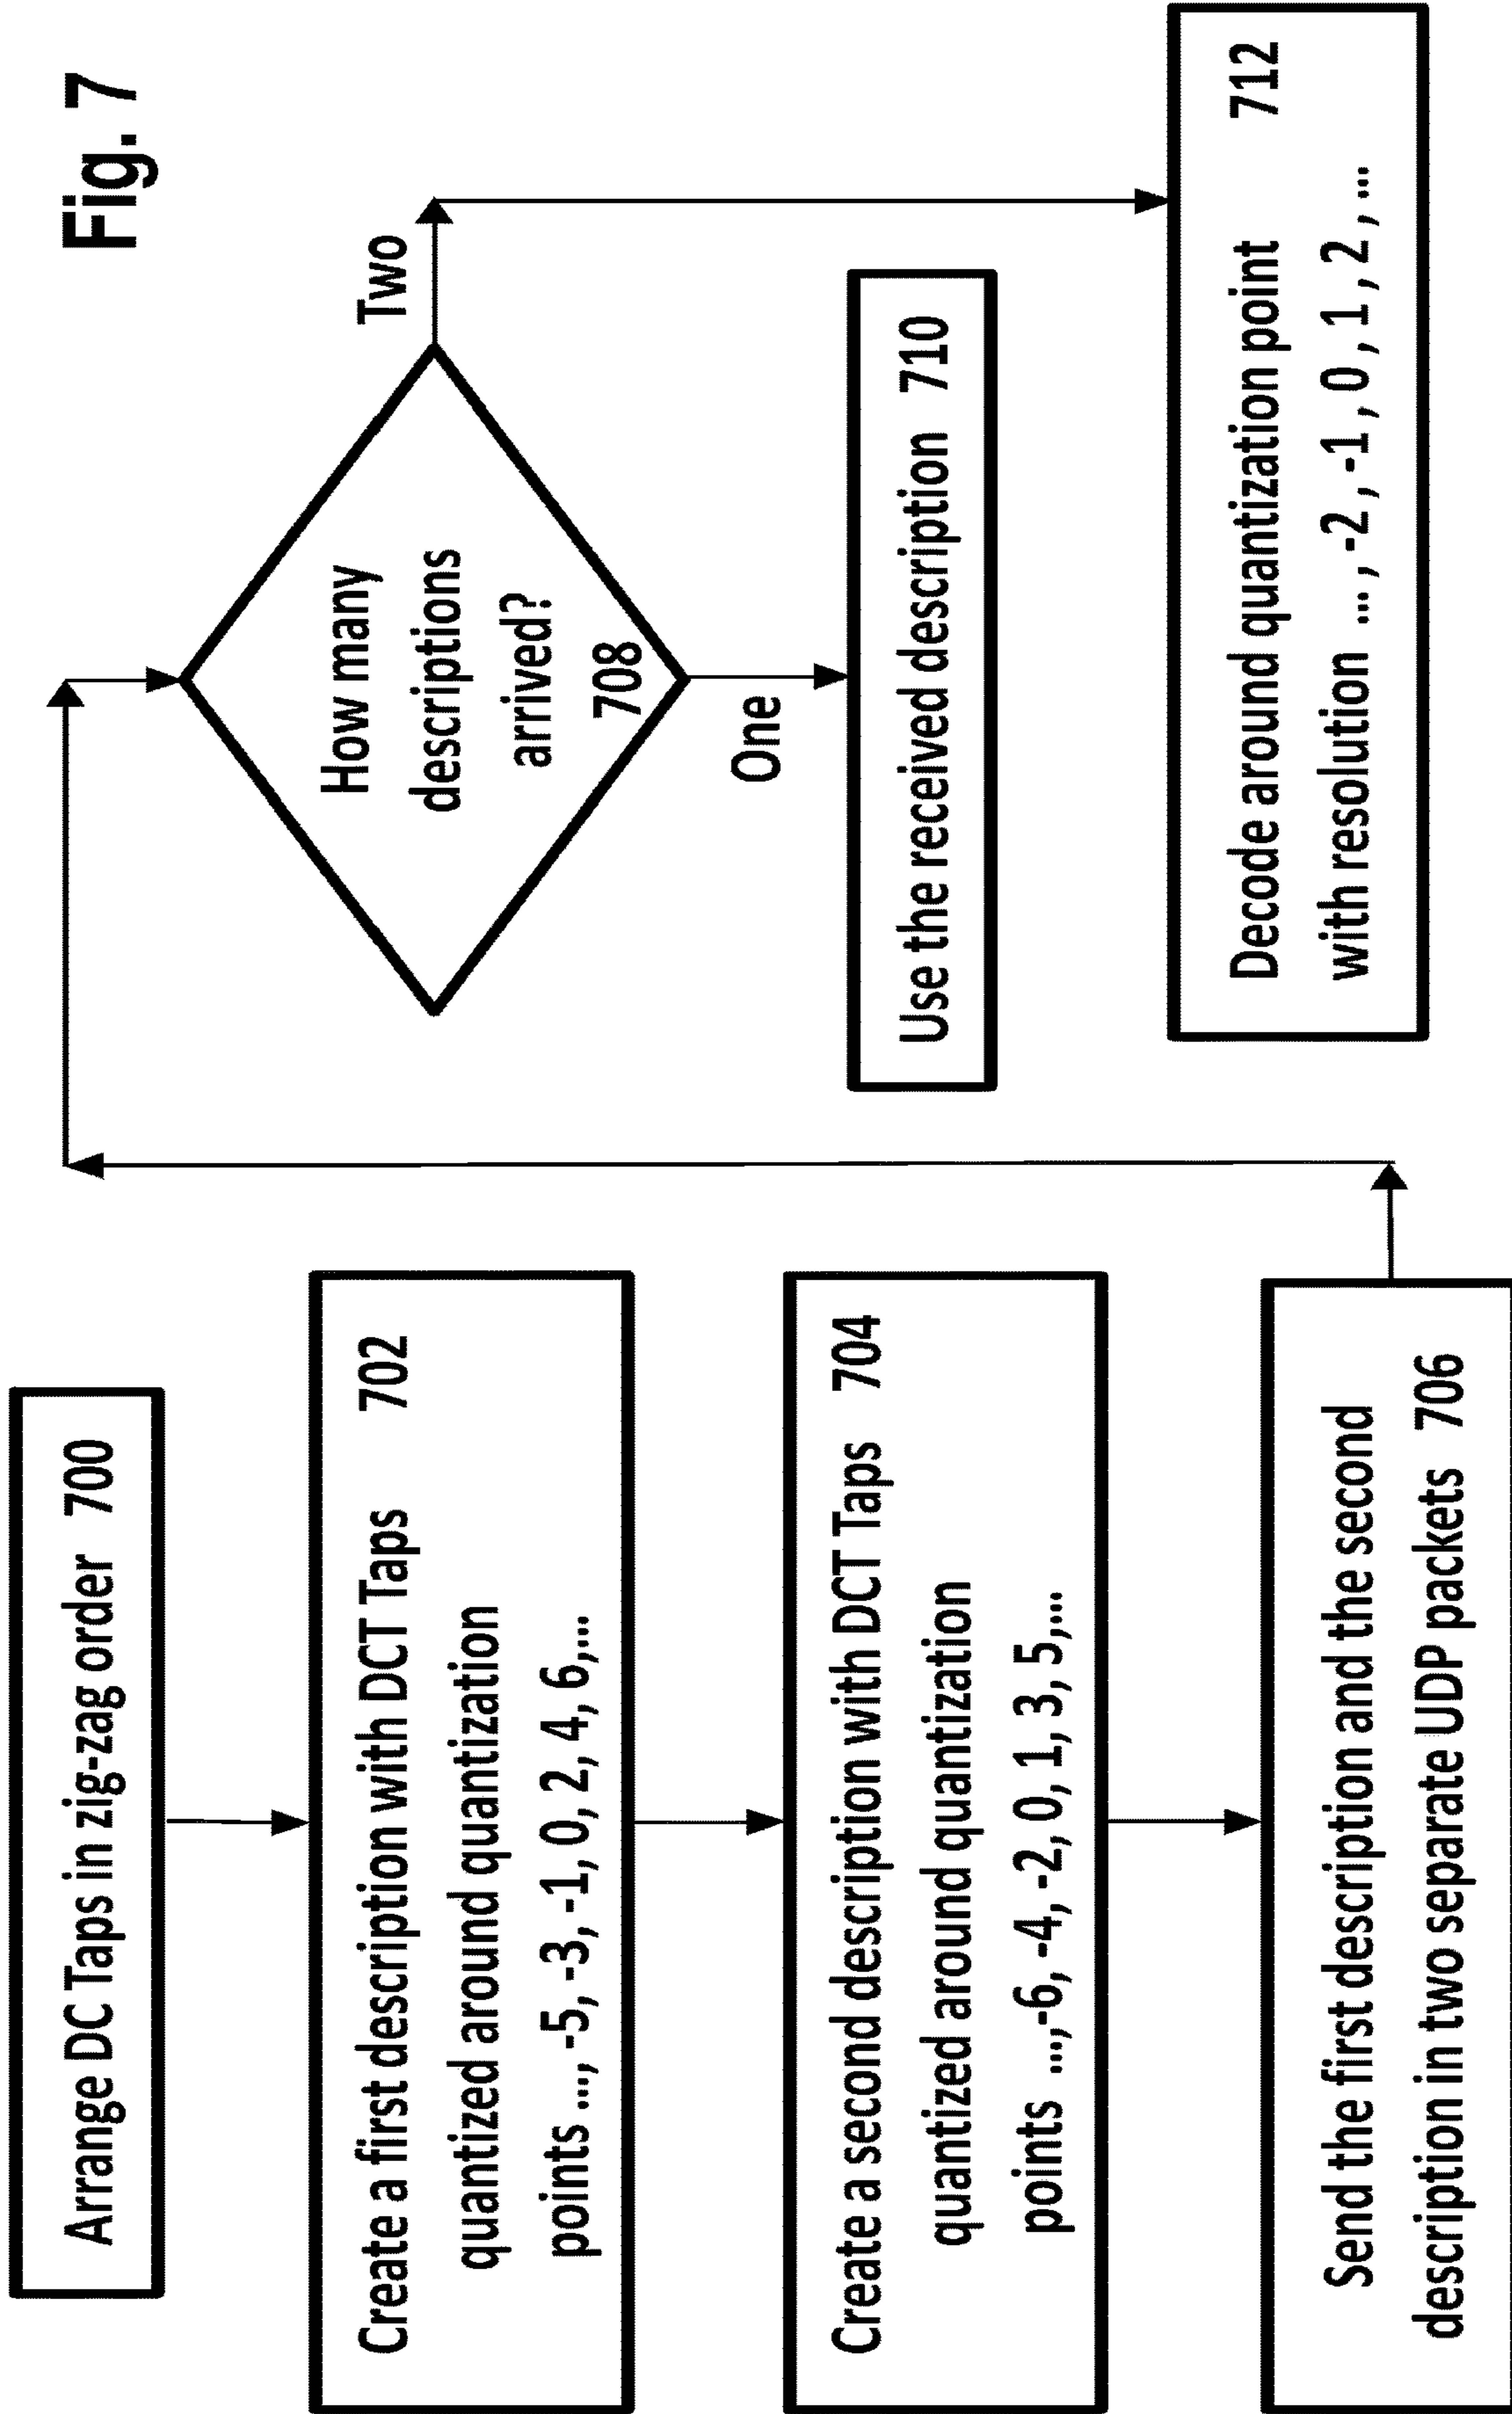 Fig. 7
Arrange DC Taps in zig-zag order 700
Create a first description with DCT Taps 702
quantized around quantization
points ..., -5, -3, -1, 0, 2, 4, 6,...
Create a second description with DCT Taps 704
quantized around quantization
points ...,-6, -4, -2, 0, 1, 3, 5,...
Send the first description and the second
description in two separate UDP packets 706
How many
descriptions
arrived?
708
Two
One
Use the received description 710
Decode around quantization point 712
with resolution ... , -2 , -1 , 0 , 1 , 2 , ...